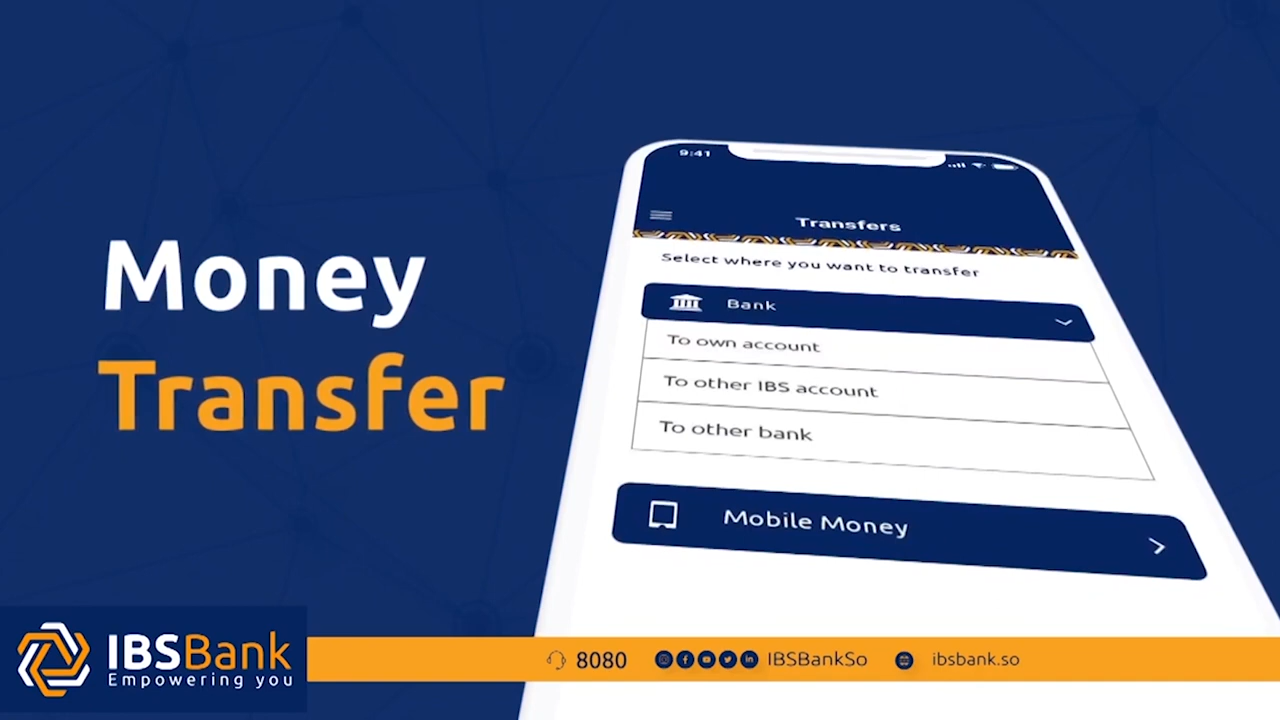 Money
Transfer
9:41
Transfers
Select where you want to transfer
Bank
To own account
To other IBS account
To other bank
Mobile Money
IBSBank
Empowering you
8080
IBSBankSo
ibsbank.so